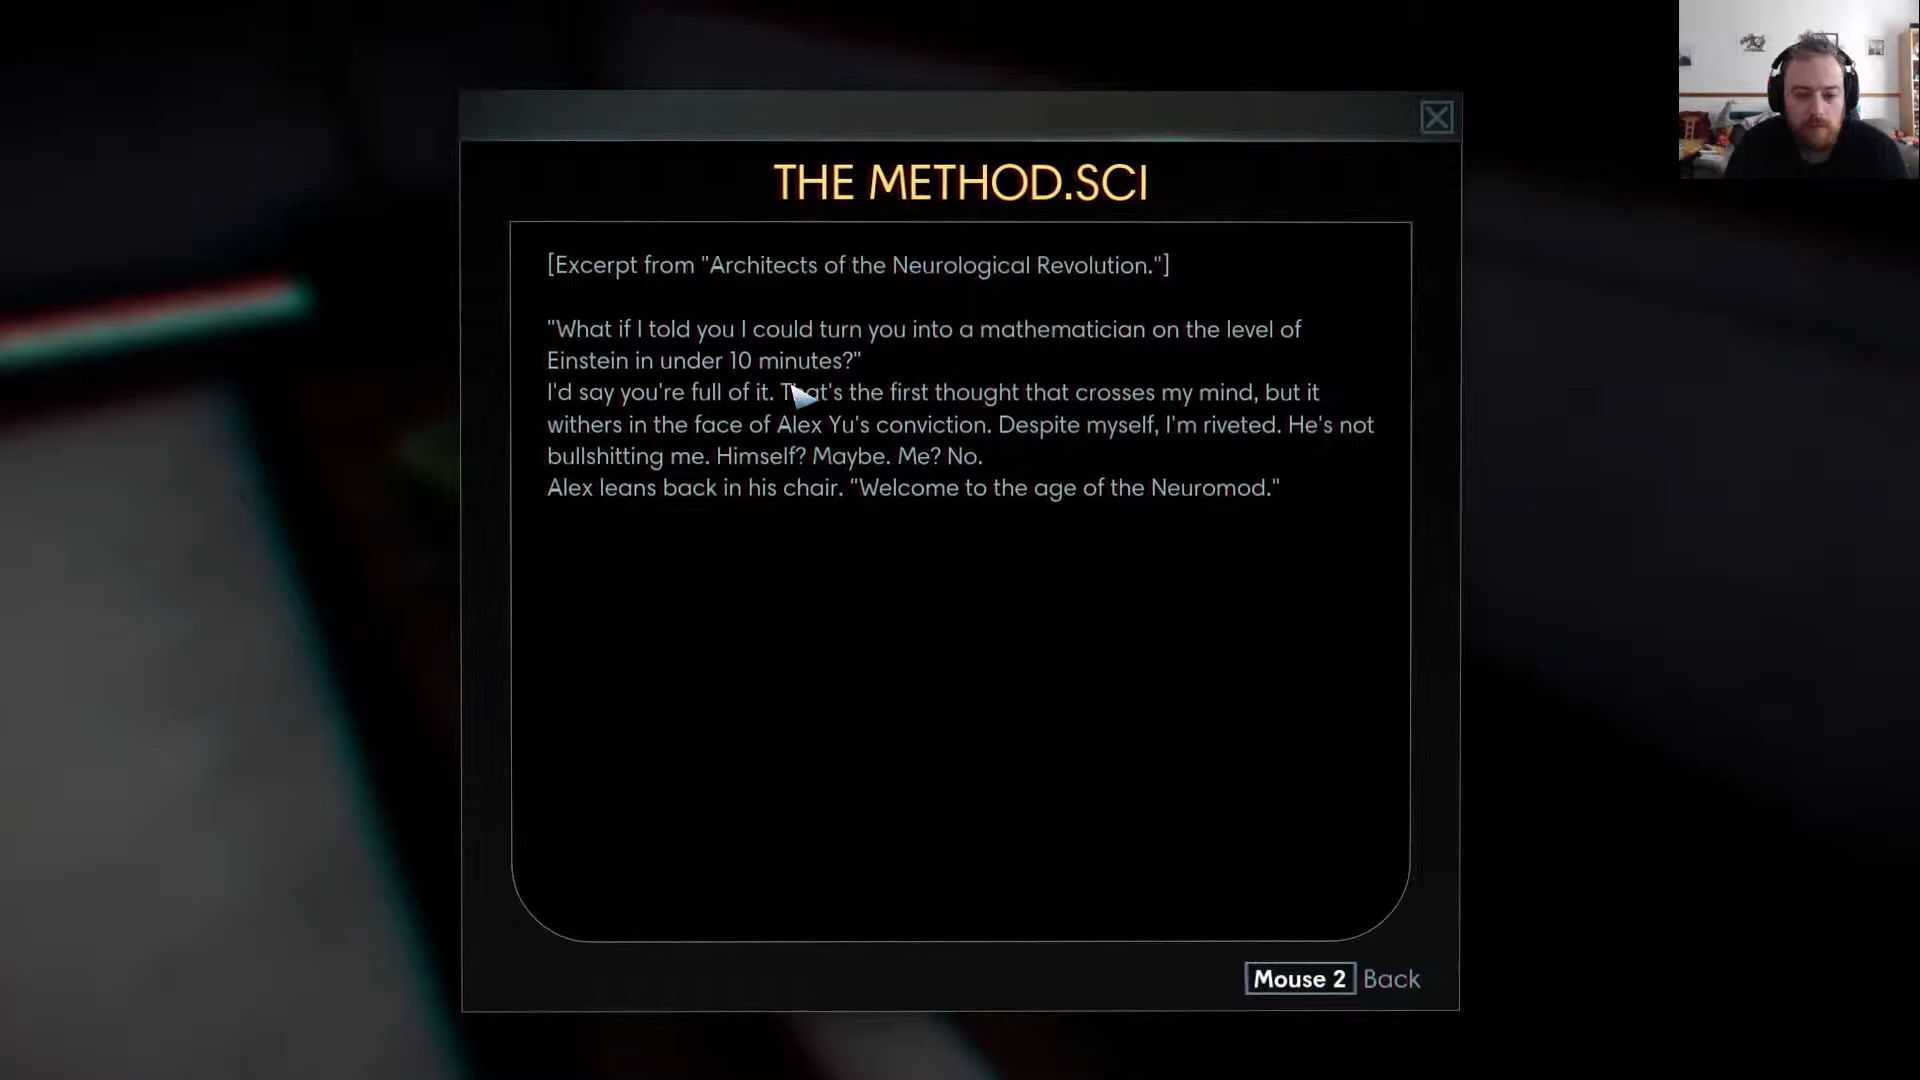 THE METHOD.SCI
[Excerpt from "Architects of the Neurological Revolution."]
"What if I told you I could turn you into a mathematician on the level of
Einstein in under 10 minutes?"
I'd say you're full of it. That's the first thought that crosses my mind, but it
withers in the face of Alex Yu's conviction. Despite myself, I'm riveted. He's not
bullshitting me. Himself? Maybe. Me? No.
Alex leans back in his chair. "Welcome to the age of the Neuromod."
Mouse 2 Back